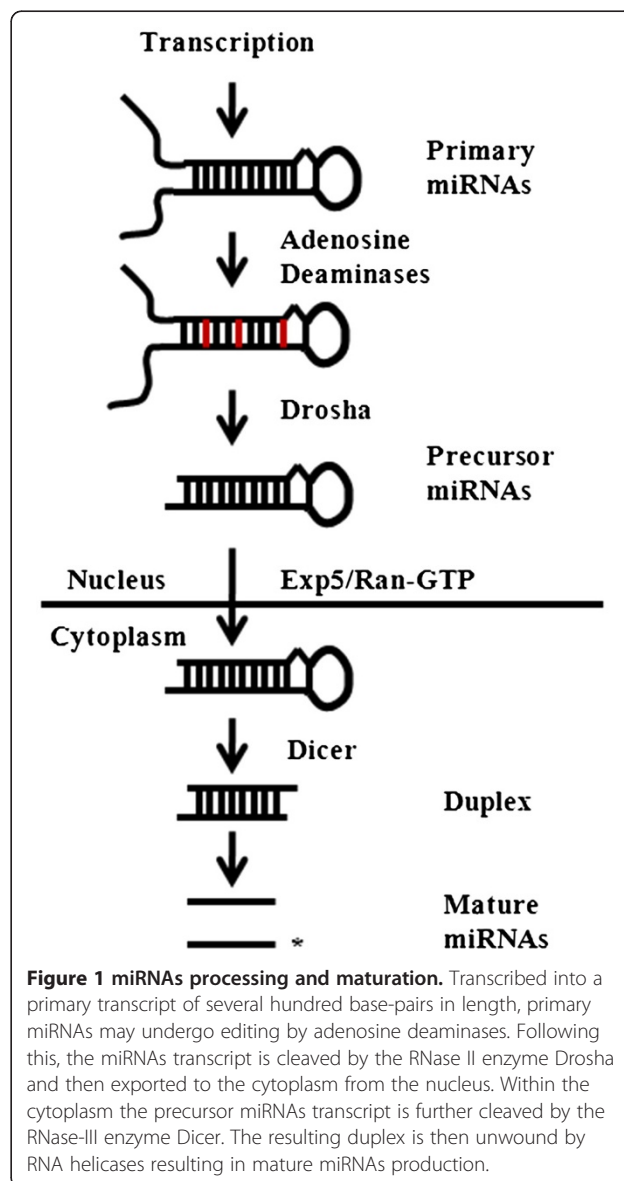 Transcription
Primary
miRNAs
Adenosine
Deaminases
Drosha
Precursor
miRNAs
Nucleus
Exp5/Ran-GTP
Cytoplasm
Dicer
Duplex
Mature
miRNAs
*
Figure 1 miRNAs processing and maturation. Transcribed into a
primary transcript of several hundred base-pairs in length, primary
miRNAs may undergo editing by adenosine deaminases. Following
this, the miRNAs transcript is cleaved by the RNase II enzyme Drosha
and then exported to the cytoplasm from the nucleus. Within the
cytoplasm the precursor miRNAs transcript is further cleaved by the
RNase-III enzyme Dicer. The resulting duplex is then unwound by
RNA helicases resulting in mature miRNAs production.